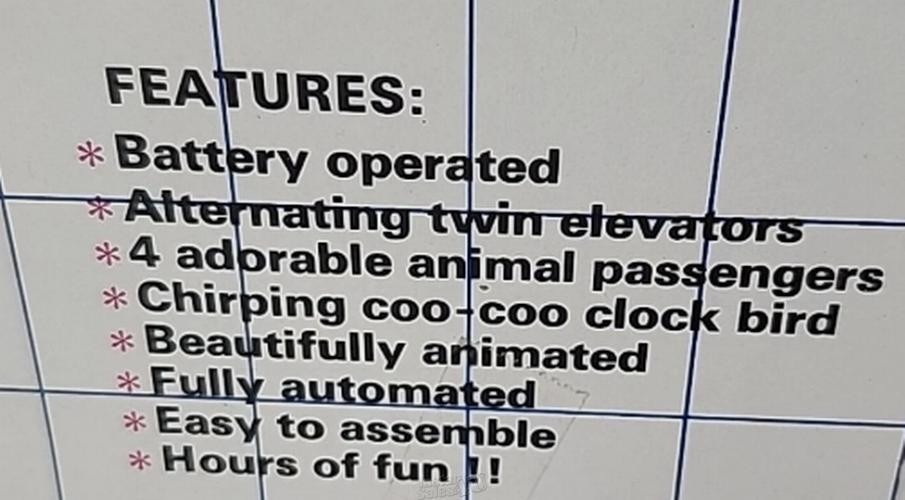 FEATURES:
* Battery operated
* Alternating twin elevators
* 4 adorable animal passengers
* Chirping coo-coo clock bird
* Beautifully animated
* Fully automated
* Easy to assemble
* Hours of fun !!